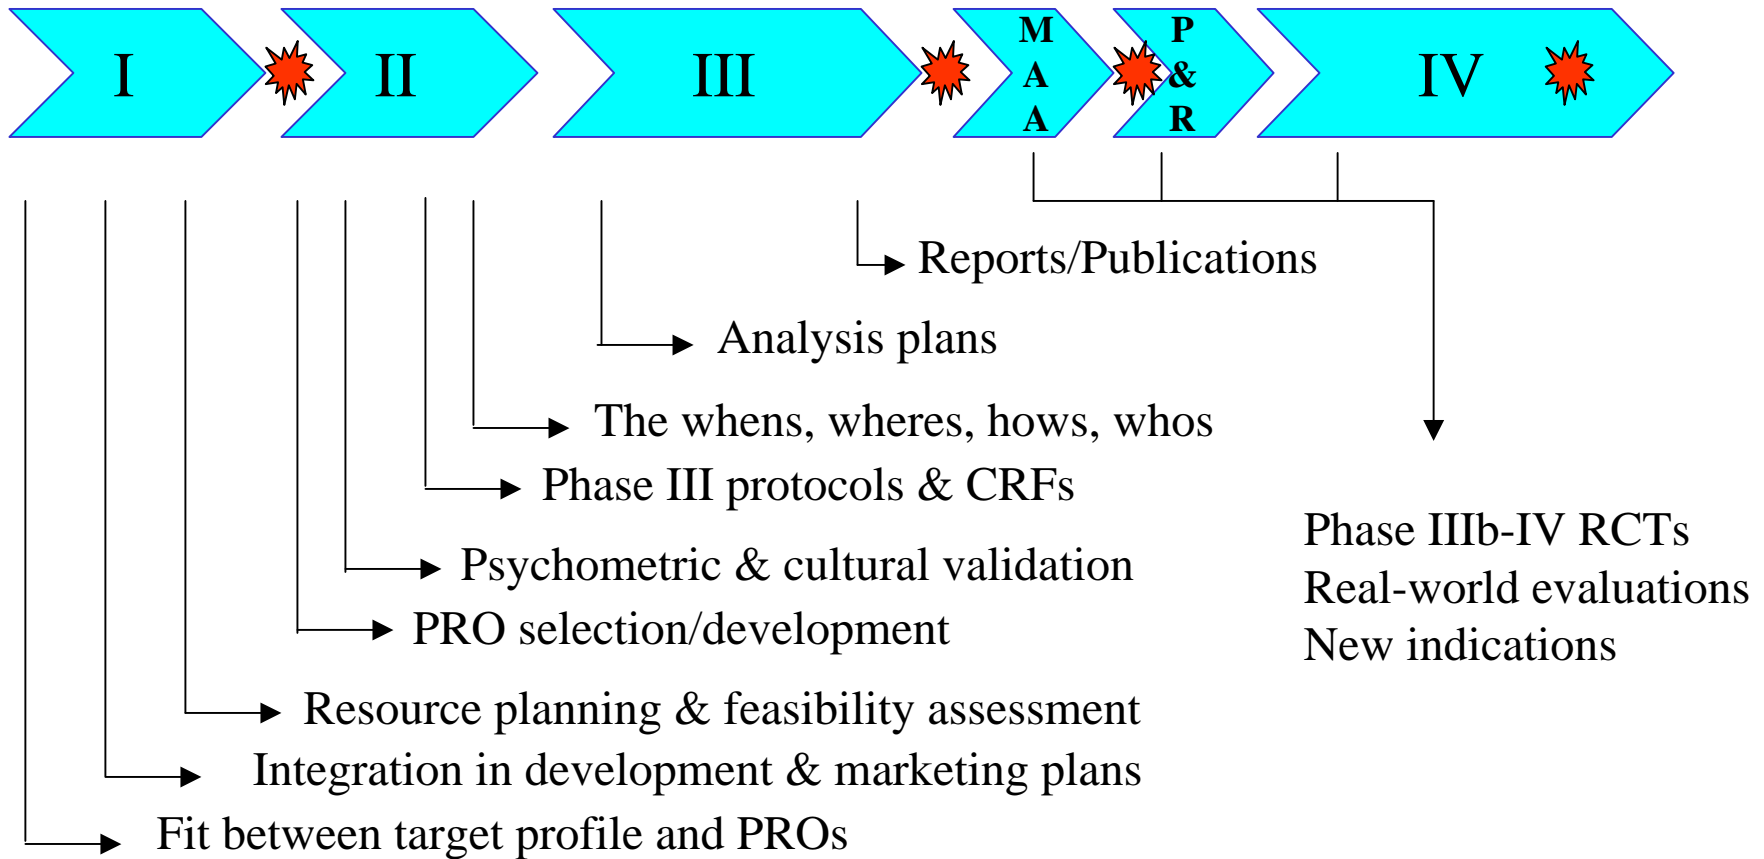 I
II
III
M
A
A
P
&
R
IV
Reports/Publications
Analysis plans
The whens, wheres, hows, whos
Phase III protocols & CRFs
Psychometric & cultural validation
PRO selection/development
Resource planning & feasibility assessment
Integration in development & marketing plans
Fit between target profile and PROs
Phase IIIb-IV RCTs
Real-world evaluations
New indications